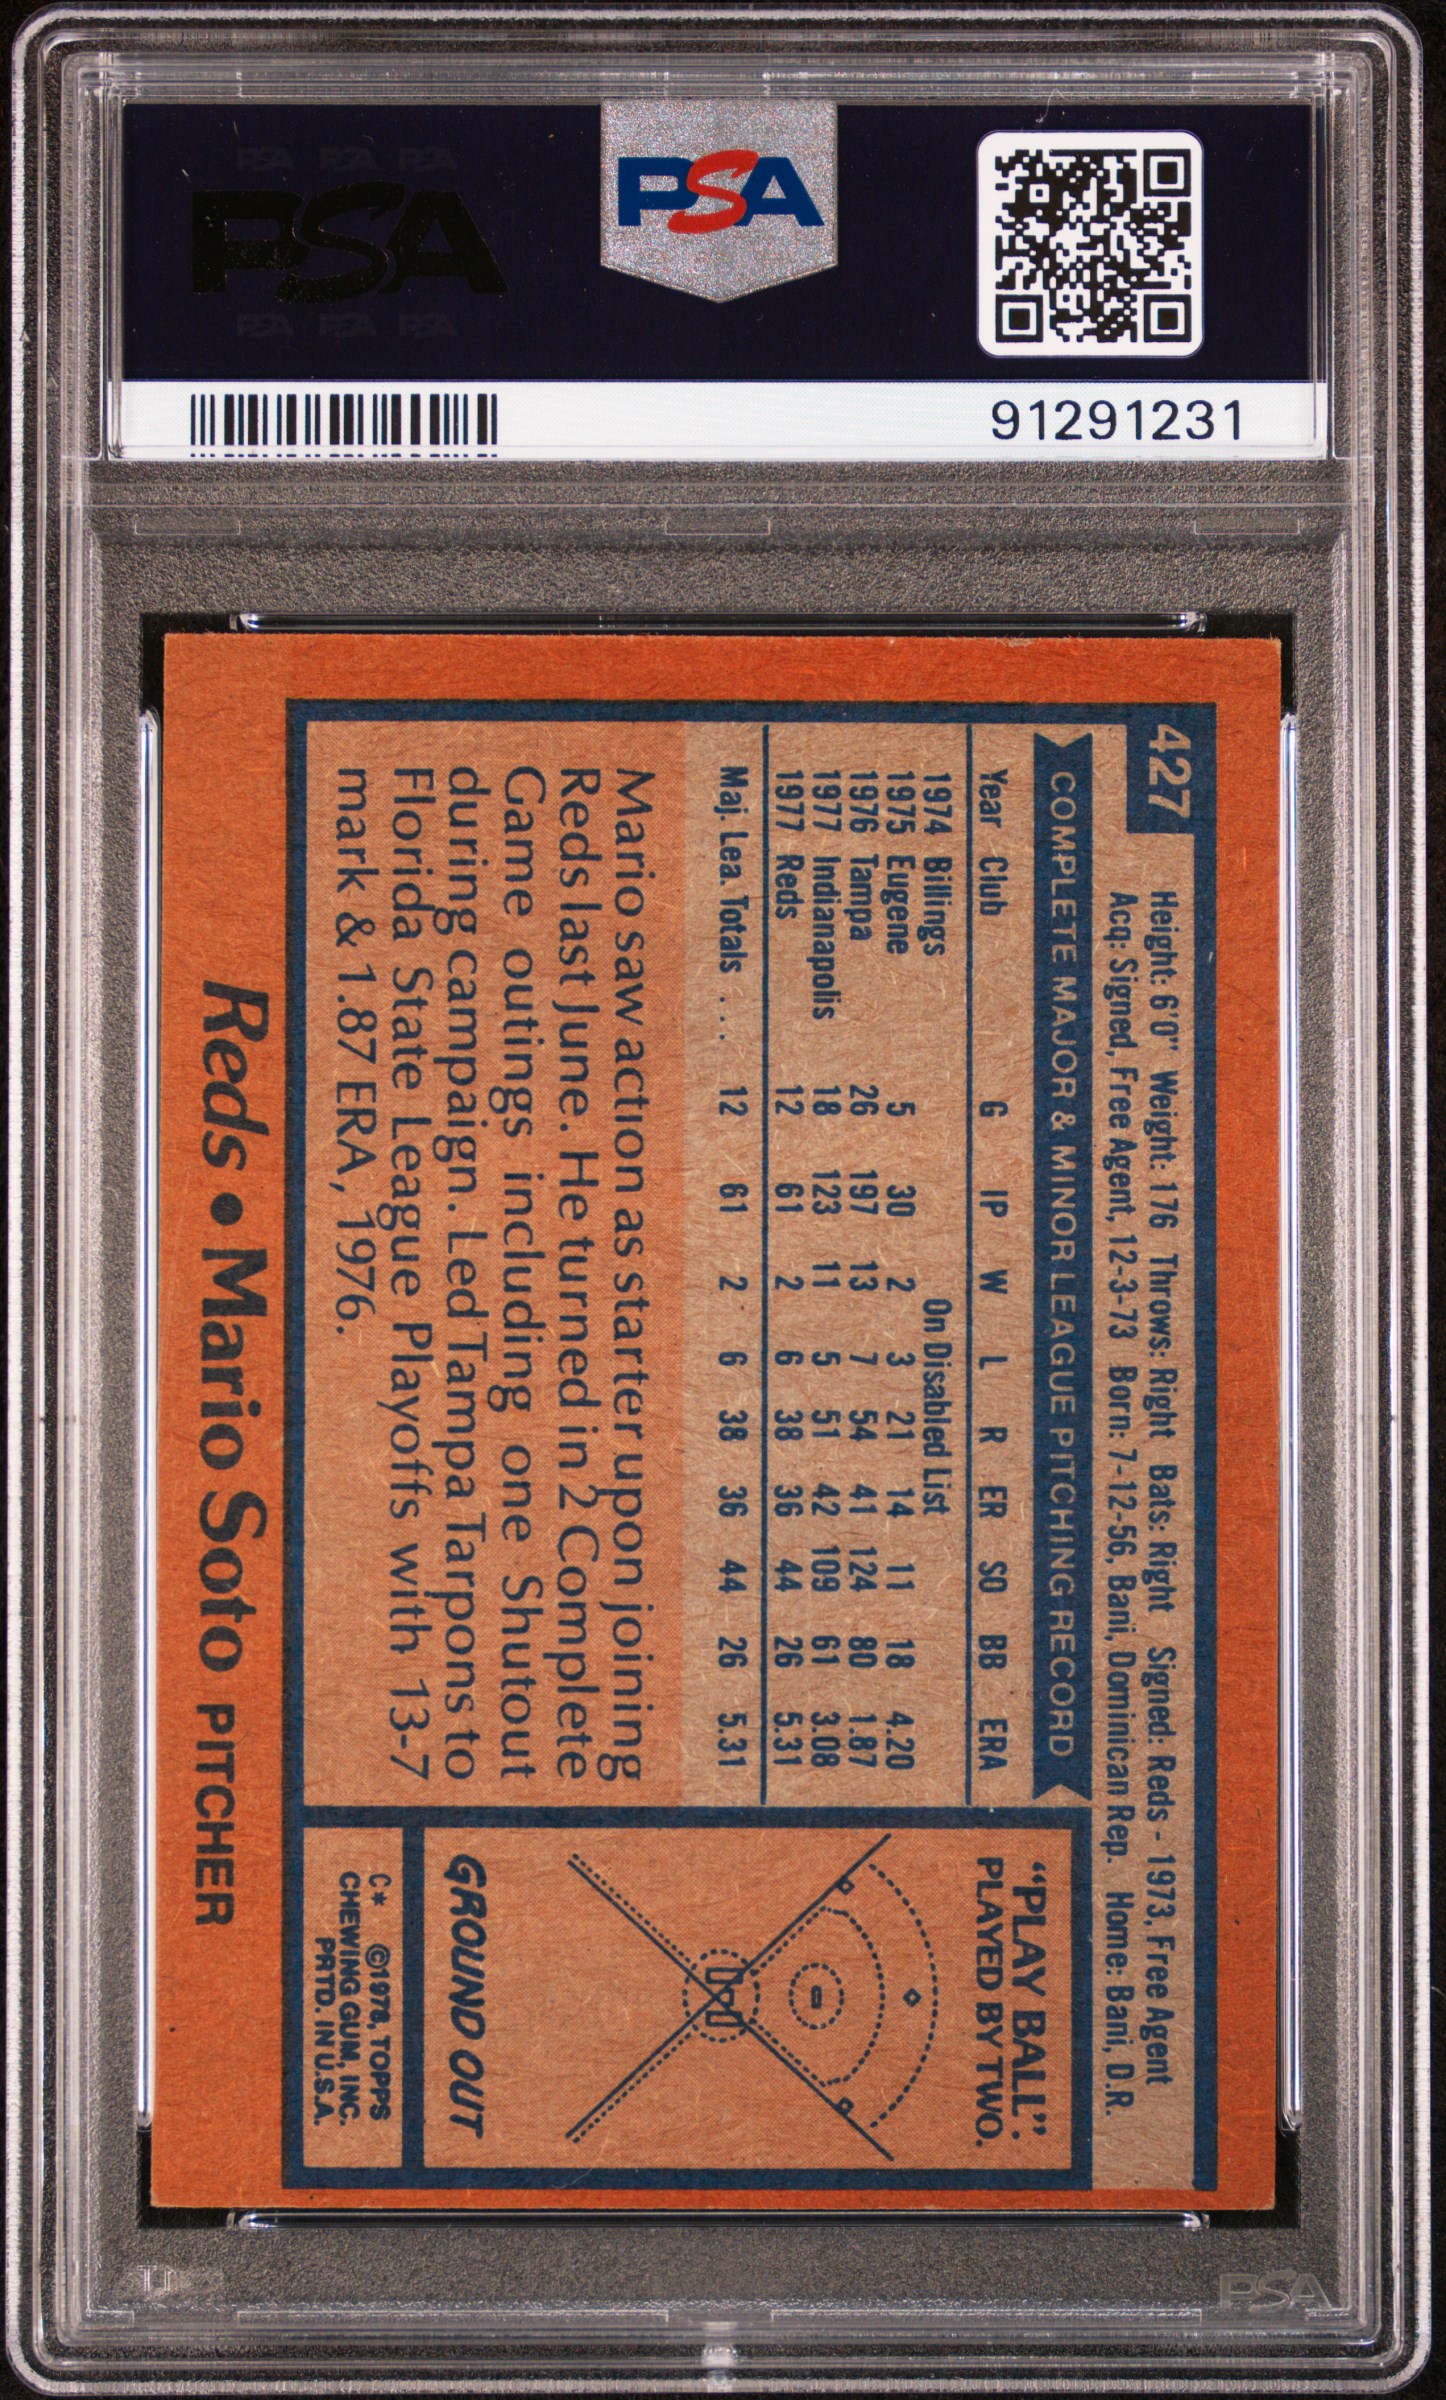 PSA PSA PSA
PSA
PSA PSA PSA
PSA
91291231
427
Height: 6'0" Weight: 176 Throws: Right Bats: Right Signed: Reds - 1973, Free Agent
Acq: Signed, Free Agent, 12-3-73 Born: 7-12-56, Bani, Dominican Rep. Home: Bani, D.R.
COMPLETE MAJOR & MINOR LEAGUE PITCHING RECORD
Year Club G IP W L R ER SO BB ERA
1974 Billings On Disabled List
1975 Eugene 5 30 2 3 21 14 11 18 4.20
1976 Tampa 26 197 13 7 54 41 124 80 1.87
1977 Indianapolis 18 123 11 5 51 42 109 61 3.08
1977 Reds 12 61 2 6 38 36 44 26 5.31
Maj. Lea. Totals . . . 12 61 2 6 38 36 44 26 5.31
Mario saw action as starter upon joining
Reds last June. He turned in 2 Complete
Game outings including one Shutout
during campaign. Led Tampa Tarpons to
Florida State League Playoffs with 13-7
mark & 1.87 ERA, 1976.
"PLAY BALL".
PLAYED BY TWO.
GROUND OUT
C* ©1978, TOPPS
CHEWING GUM, INC.
PRTD. IN U.S.A.
Reds • Mario Soto PITCHER
PSA